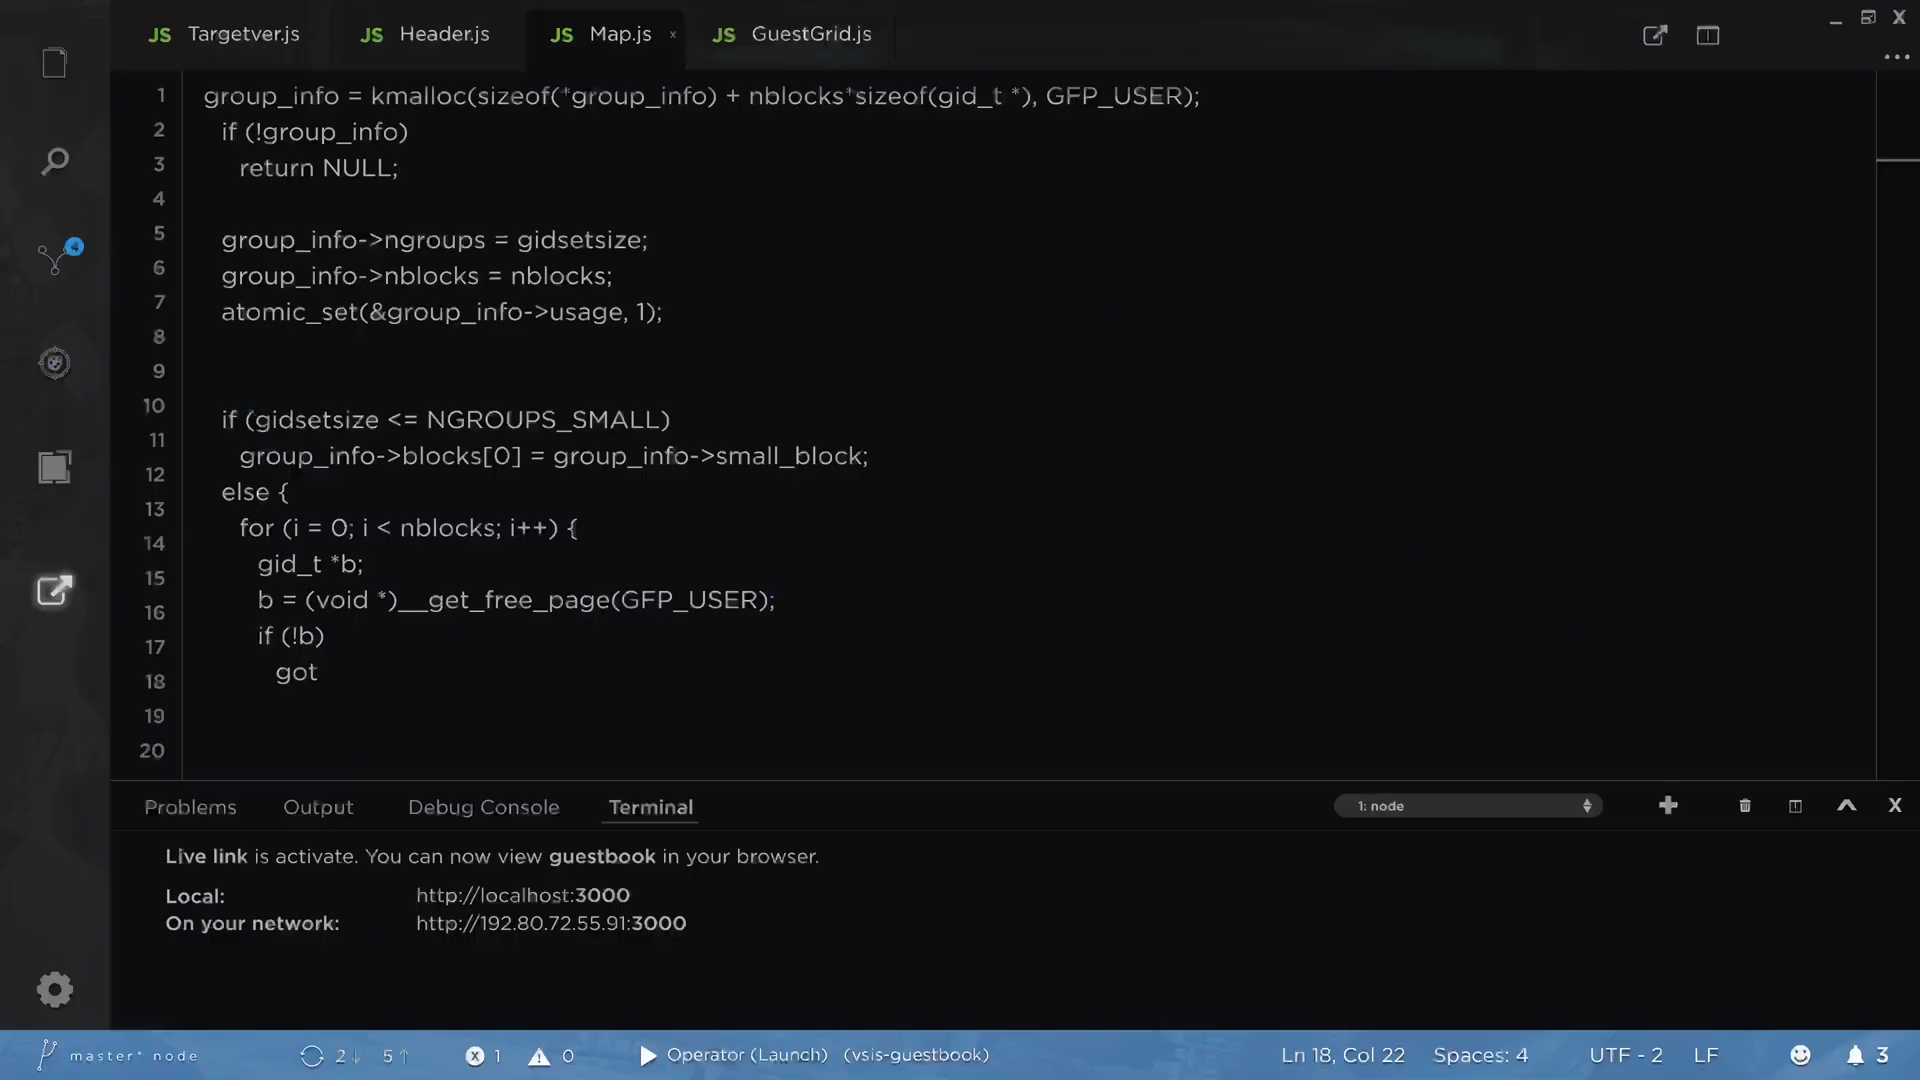 JS Targetver.js JS Header.js JS Map.js x JS GuestGrid.js
1 group_info = kmalloc(sizeof(*group_info) + nblocks*sizeof(gid_t *), GFP_USER);
2 if (!group_info)
3 return NULL;
4
5 group_info->ngroups = gidsetsize;
6 group_info->nblocks = nblocks;
7 atomic_set(&group_info->usage, 1);
8
9
10 if (gidsetsize <= NGROUPS_SMALL)
11 group_info->blocks[0] = group_info->small_block;
12 else {
13 for (i = 0; i < nblocks; i++) {
14 gid_t *b;
15 b = (void *)__get_free_page(GFP_USER);
16 if (!b)
17 got
18
19
20
4
Problems Output Debug Console Terminal 1: node
Live link is activate. You can now view guestbook in your browser.
Local: http://localhost:3000
On your network: http://192.80.72.55.91:3000
master* node 2↓ 5↑ x 1 0 Operator (Launch) (vsis-guestbook) Ln 18, Col 22 Spaces: 4 UTF - 2 LF 3